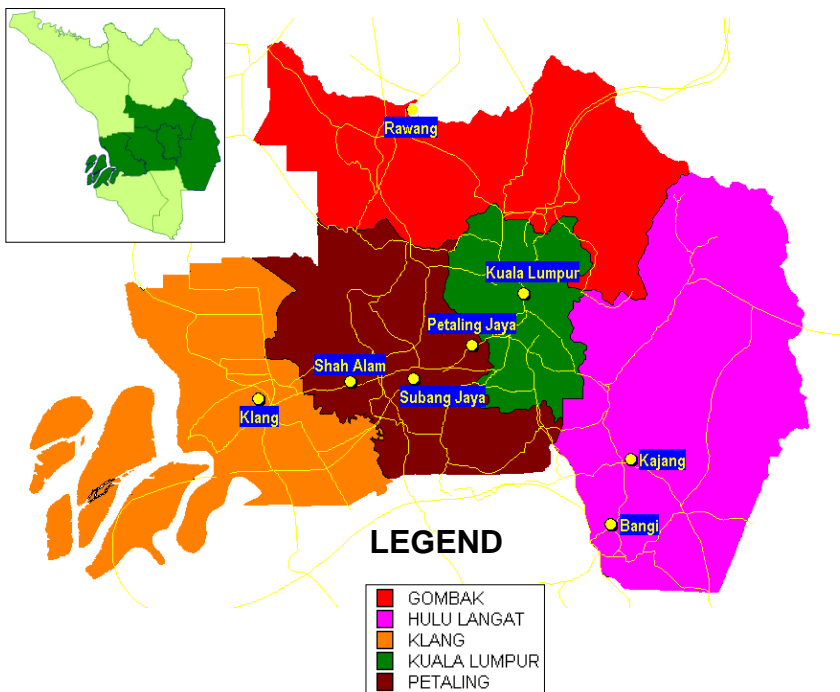 Rawang
Kuala Lumpur
Petaling Jaya
Shah Alam
Subang Jaya
Klang
Kajang
Bangi
LEGEND
GOMBAK
HULU LANGAT
KLANG
KUALA LUMPUR
PETALING